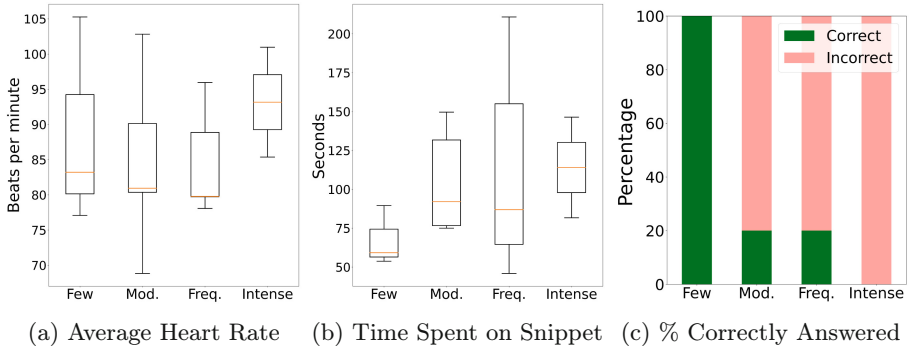 Beats per minute
105
100
95
90
85
80
75
70
Few Mod. Freq. Intense
(a) Average Heart Rate
Seconds
200
175
150
125
100
75
50
Few Mod. Freq. Intense
(b) Time Spent on Snippet
Percentage
100
80
60
40
20
0
Correct
Incorrect
Few Mod. Freq. Intense
(c) % Correctly Answered